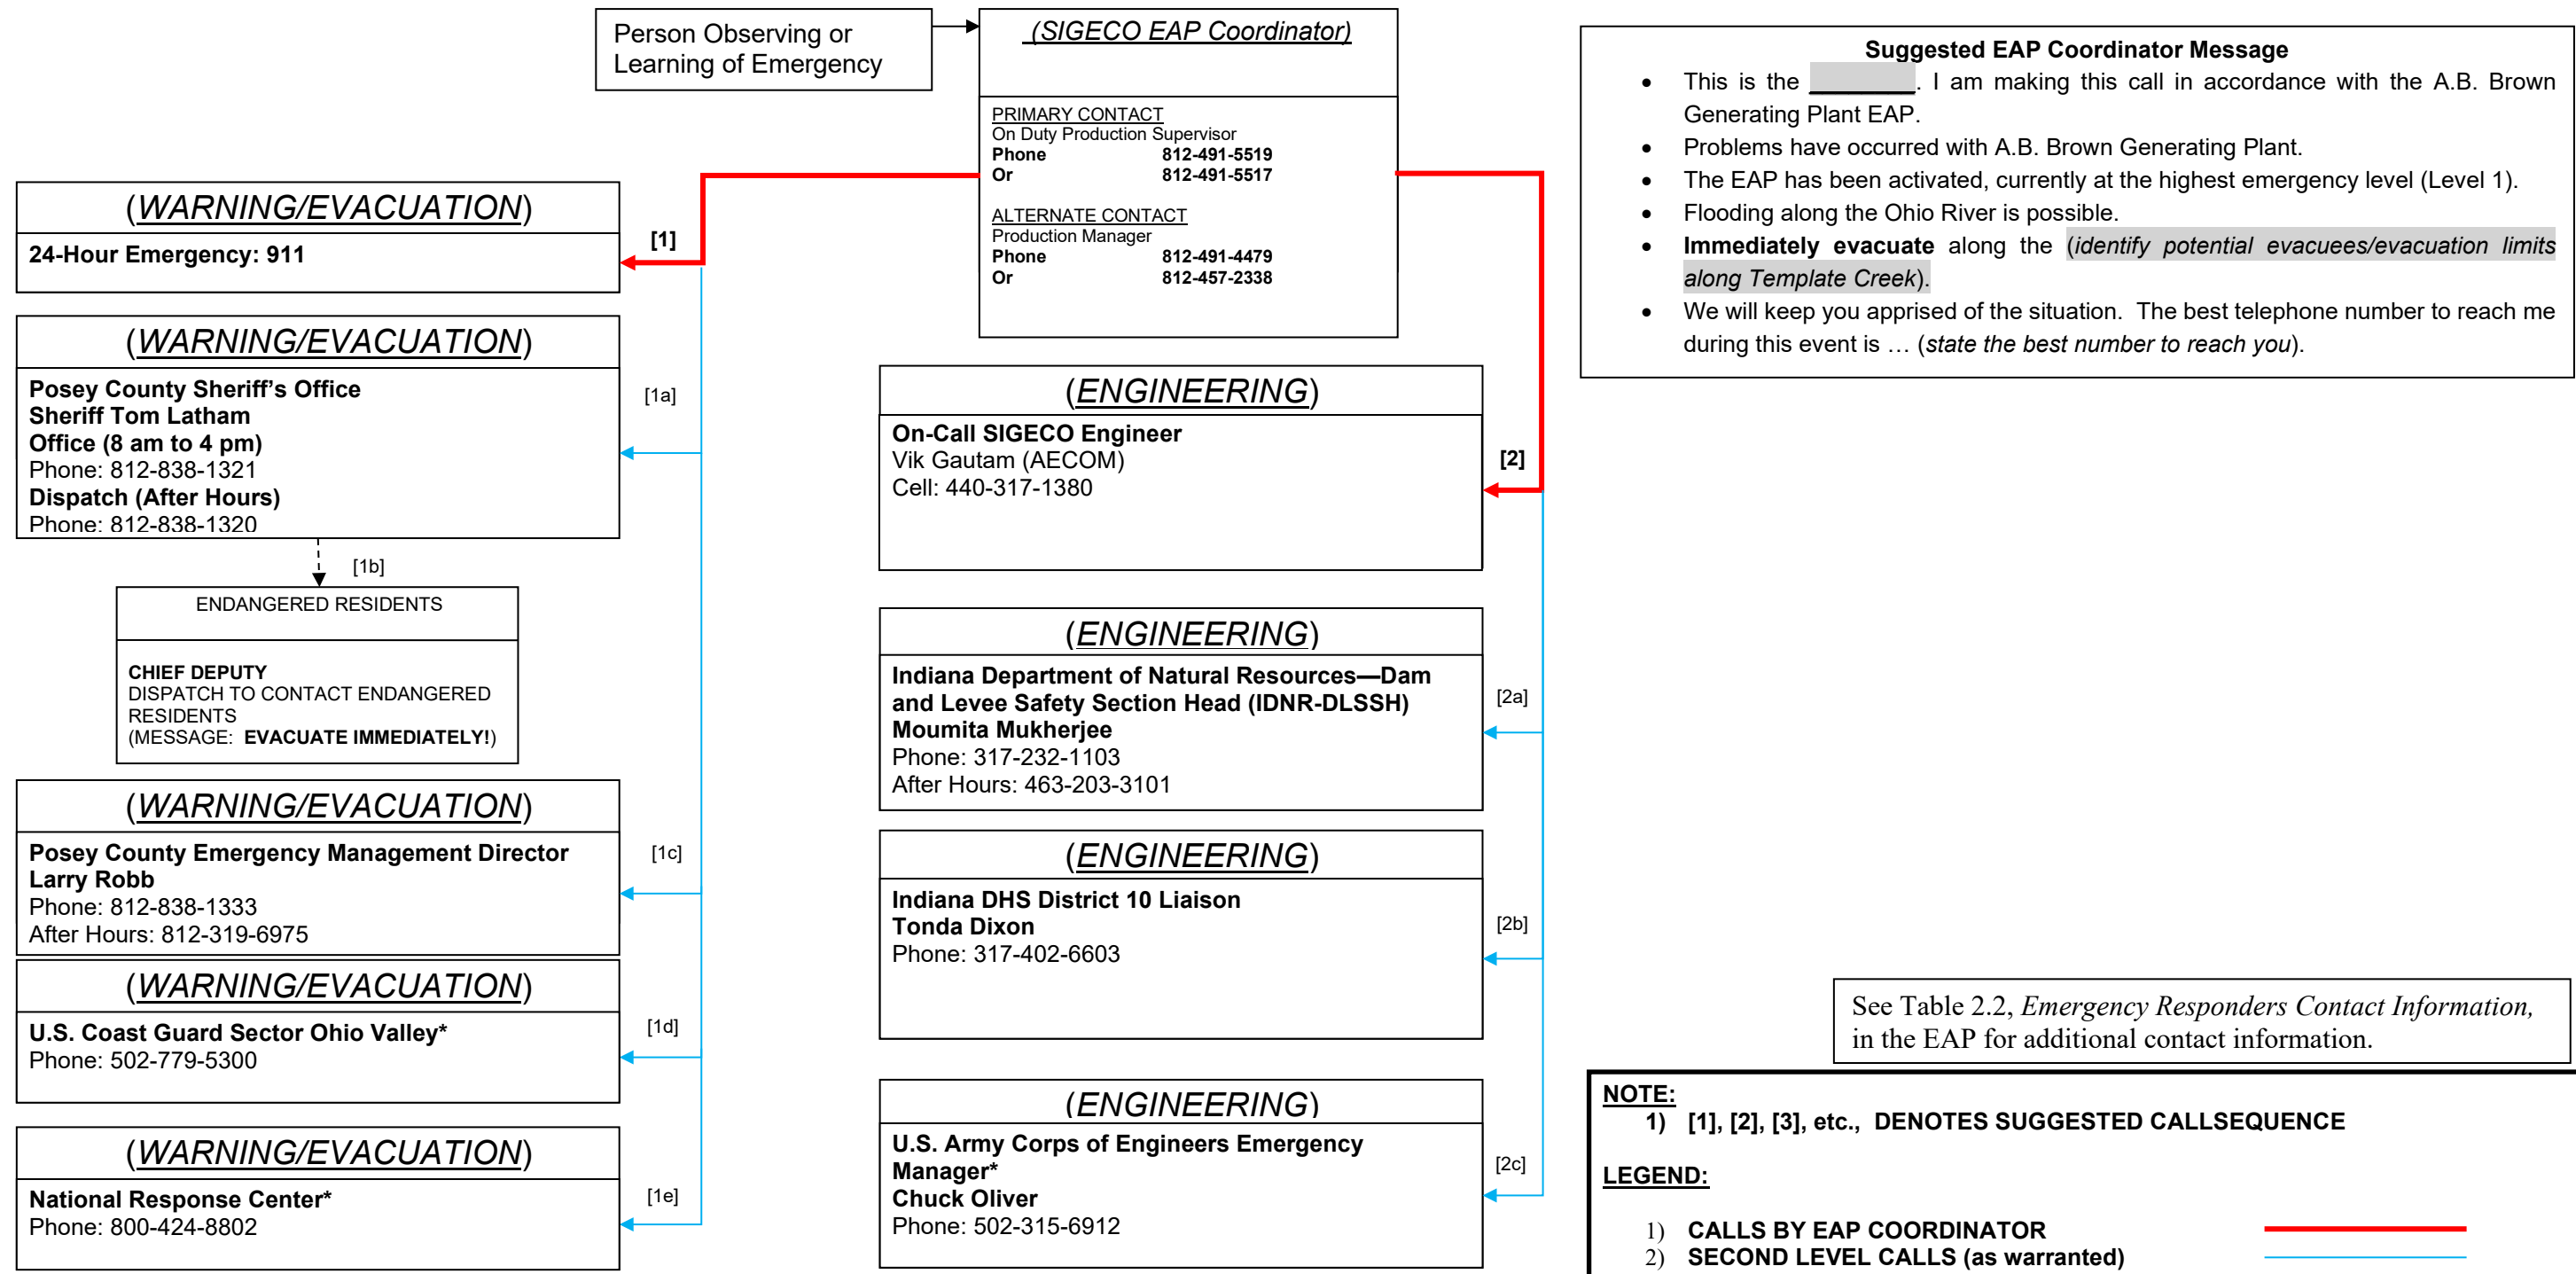 Person Observing or
Learning of Emergency
(SIGECO EAP Coordinator)
PRIMARY CONTACT
On Duty Production Supervisor
Phone 812-491-5519
Or 812-491-5517
ALTERNATE CONTACT
Production Manager
Phone 812-491-4479
Or 812-457-2338
Suggested EAP Coordinator Message
• This is the ________. I am making this call in accordance with the A.B. Brown
Generating Plant EAP.
• Problems have occurred with A.B. Brown Generating Plant.
• The EAP has been activated, currently at the highest emergency level (Level 1).
• Flooding along the Ohio River is possible.
• Immediately evacuate along the (identify potential evacuees/evacuation limits
along Template Creek).
• We will keep you apprised of the situation. The best telephone number to reach me
during this event is … (state the best number to reach you).
(WARNING/EVACUATION)
24-Hour Emergency: 911
[1]
(WARNING/EVACUATION)
Posey County Sheriff's Office
Sheriff Tom Latham
Office (8 am to 4 pm)
Phone: 812-838-1321
Dispatch (After Hours)
Phone: 812-838-1320
[1a]
[1b]
ENDANGERED RESIDENTS
CHIEF DEPUTY
DISPATCH TO CONTACT ENDANGERED
RESIDENTS
(MESSAGE: EVACUATE IMMEDIATELY!)
(WARNING/EVACUATION)
Posey County Emergency Management Director
Larry Robb
Phone: 812-838-1333
After Hours: 812-319-6975
[1c]
(WARNING/EVACUATION)
U.S. Coast Guard Sector Ohio Valley*
Phone: 502-779-5300
[1d]
(WARNING/EVACUATION)
National Response Center*
Phone: 800-424-8802
[1e]
(ENGINEERING)
On-Call SIGECO Engineer
Vik Gautam (AECOM)
Cell: 440-317-1380
[2]
(ENGINEERING)
Indiana Department of Natural Resources—Dam
and Levee Safety Section Head (IDNR-DLSSH)
Moumita Mukherjee
Phone: 317-232-1103
After Hours: 463-203-3101
[2a]
(ENGINEERING)
Indiana DHS District 10 Liaison
Tonda Dixon
Phone: 317-402-6603
[2b]
(ENGINEERING)
U.S. Army Corps of Engineers Emergency
Manager*
Chuck Oliver
Phone: 502-315-6912
[2c]
See Table 2.2, Emergency Responders Contact Information,
in the EAP for additional contact information.
NOTE:
1) [1], [2], [3], etc., DENOTES SUGGESTED CALLSEQUENCE
LEGEND:
1) CALLS BY EAP COORDINATOR
2) SECOND LEVEL CALLS (as warranted)